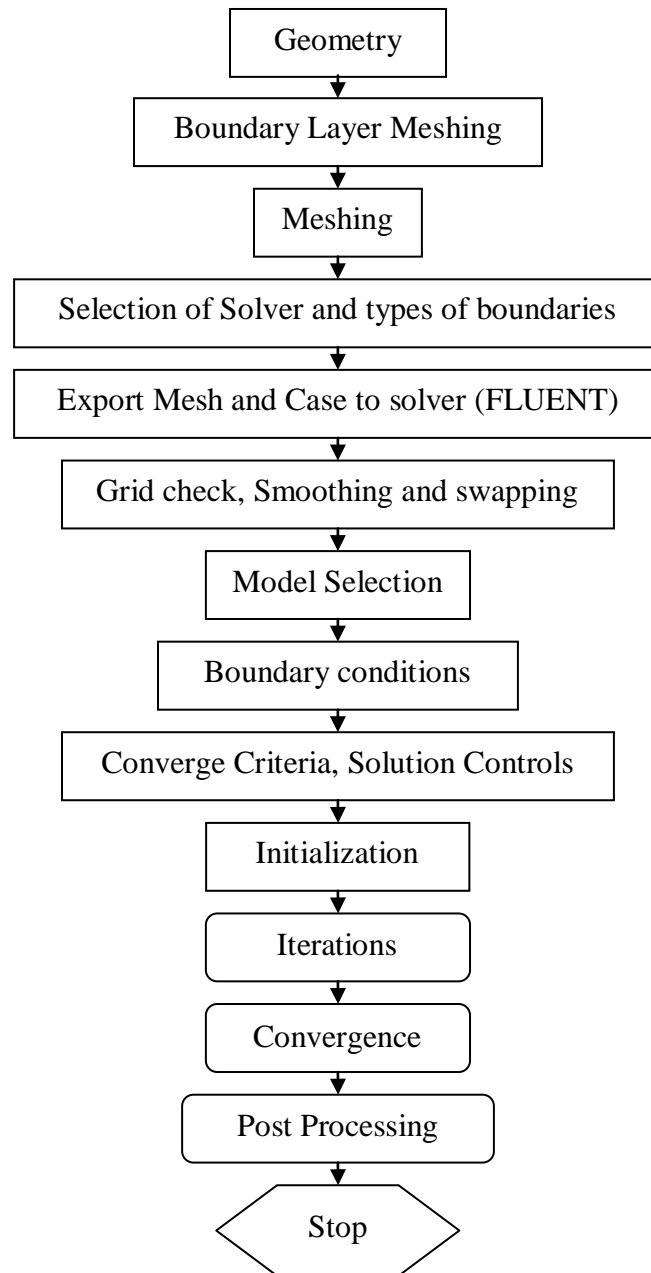 Geometry
Boundary Layer Meshing
Meshing
Selection of Solver and types of boundaries
Export Mesh and Case to solver (FLUENT)
Grid check, Smoothing and swapping
Model Selection
Boundary conditions
Converge Criteria, Solution Controls
Initialization
Iterations
Convergence
Post Processing
Stop